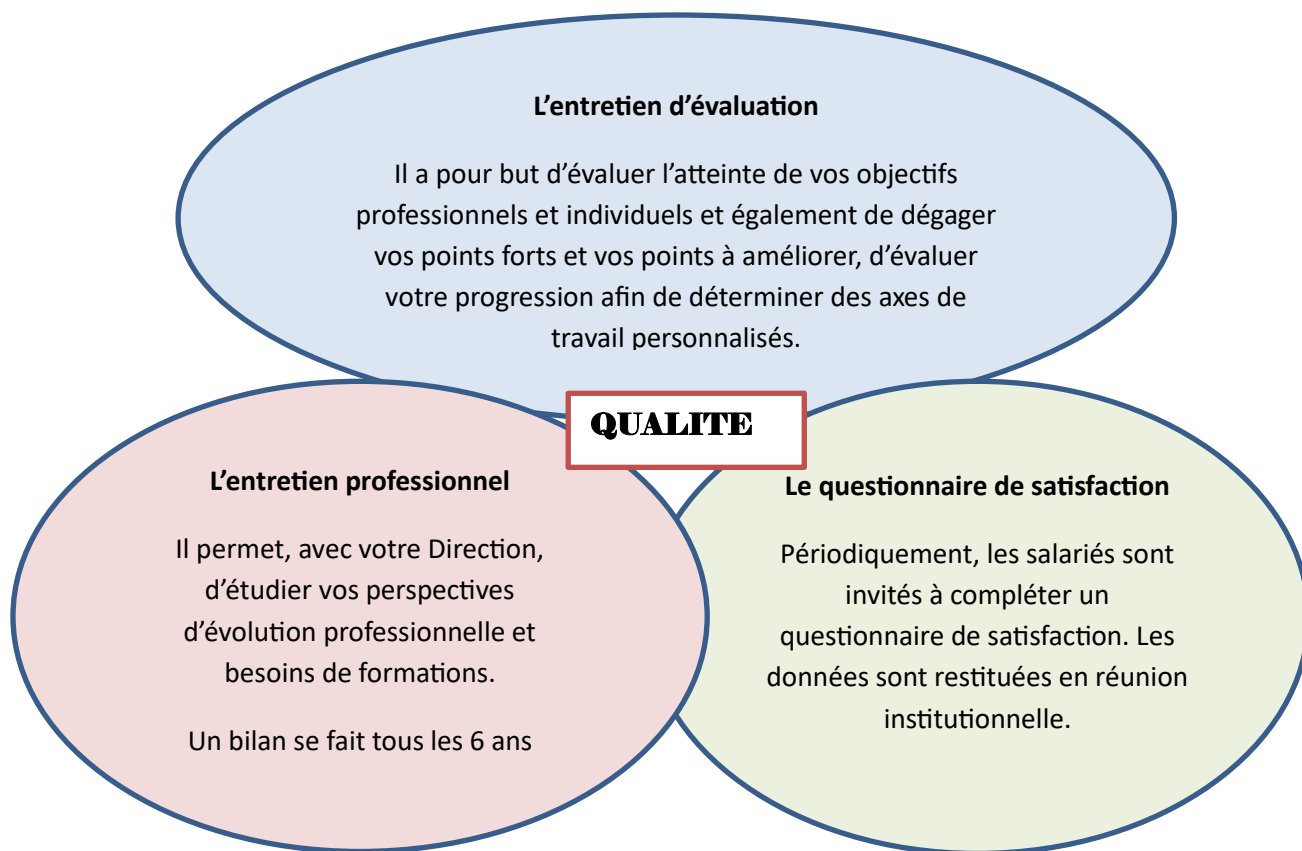 L’entretien d’évaluation
Il a pour but d’évaluer l’atteinte de vos objectifs
professionnels et individuels et également de dégager
vos points forts et vos points à améliorer, d’évaluer
votre progression afin de déterminer des axes de
travail personnalisés.
QUALITE
L’entretien professionnel
Il permet, avec votre Direction,
d’étudier vos perspectives
d’évolution professionnelle et
besoins de formations.
Un bilan se fait tous les 6 ans
Le questionnaire de satisfaction
Périodiquement, les salariés sont
invités à compléter un
questionnaire de satisfaction. Les
données sont restituées en réunion
institutionnelle.